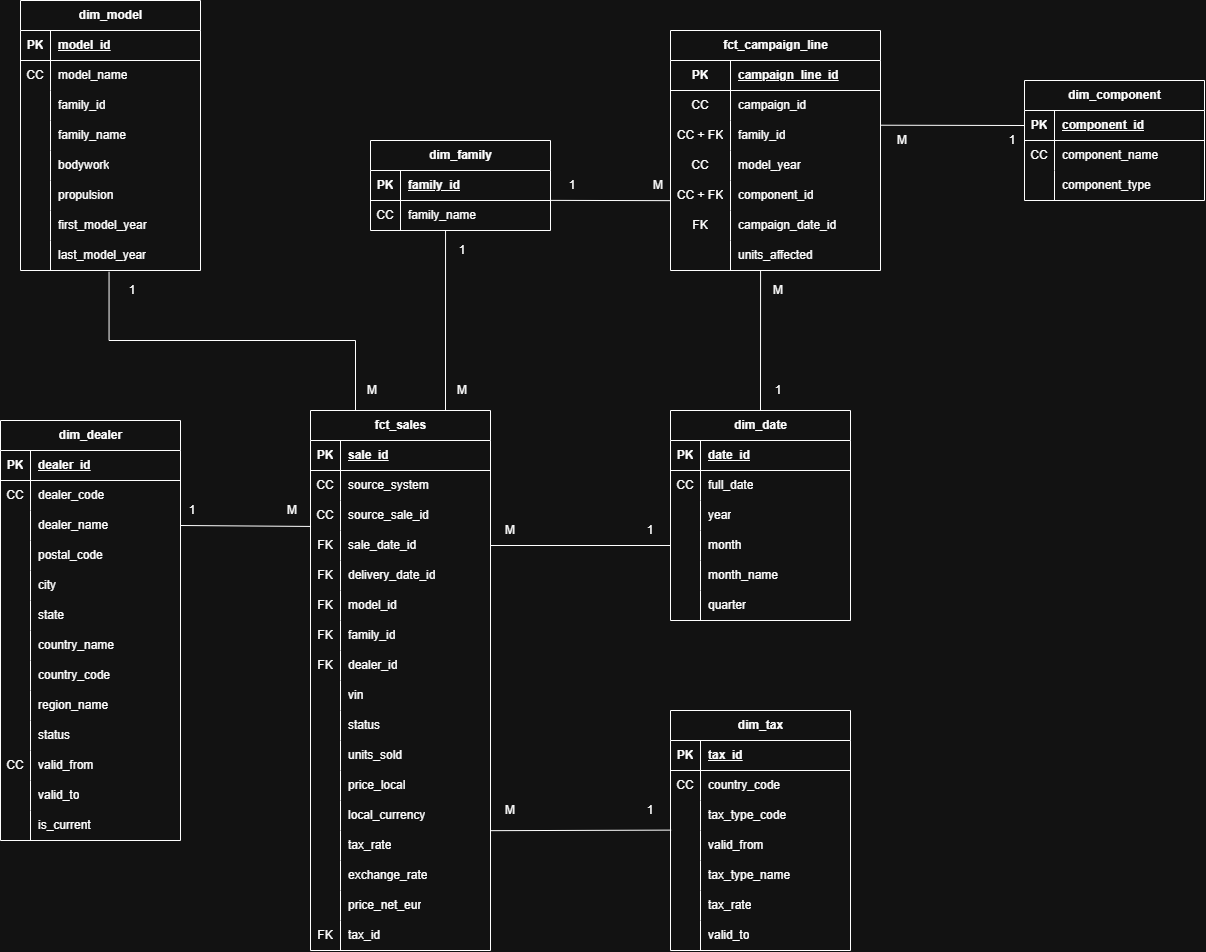 dim_model
PK model_id
CC model_name
family_id
family_name
bodywork
propulsion
first_model_year
last_model_year
1
M
dim_family
PK family_id
CC family_name
1
M
1
M
fct_campaign_line
PK campaign_line_id
CC campaign_id
CC + FK family_id
CC model_year
CC + FK component_id
FK campaign_date_id
units_affected
M
1
M
1
dim_component
PK component_id
CC component_name
component_type
dim_dealer
PK dealer_id
CC dealer_code
dealer_name
postal_code
city
state
country_name
country_code
region_name
status
CC valid_from
valid_to
is_current
1
M
fct_sales
PK sale_id
CC source_system
CC source_sale_id
FK sale_date_id
FK delivery_date_id
FK model_id
FK family_id
FK dealer_id
vin
status
units_sold
price_local
local_currency
tax_rate
exchange_rate
price_net_eur
FK tax_id
M
1
dim_date
PK date_id
CC full_date
year
month
month_name
quarter
M
1
dim_tax
PK tax_id
CC country_code
tax_type_code
valid_from
tax_type_name
tax_rate
valid_to